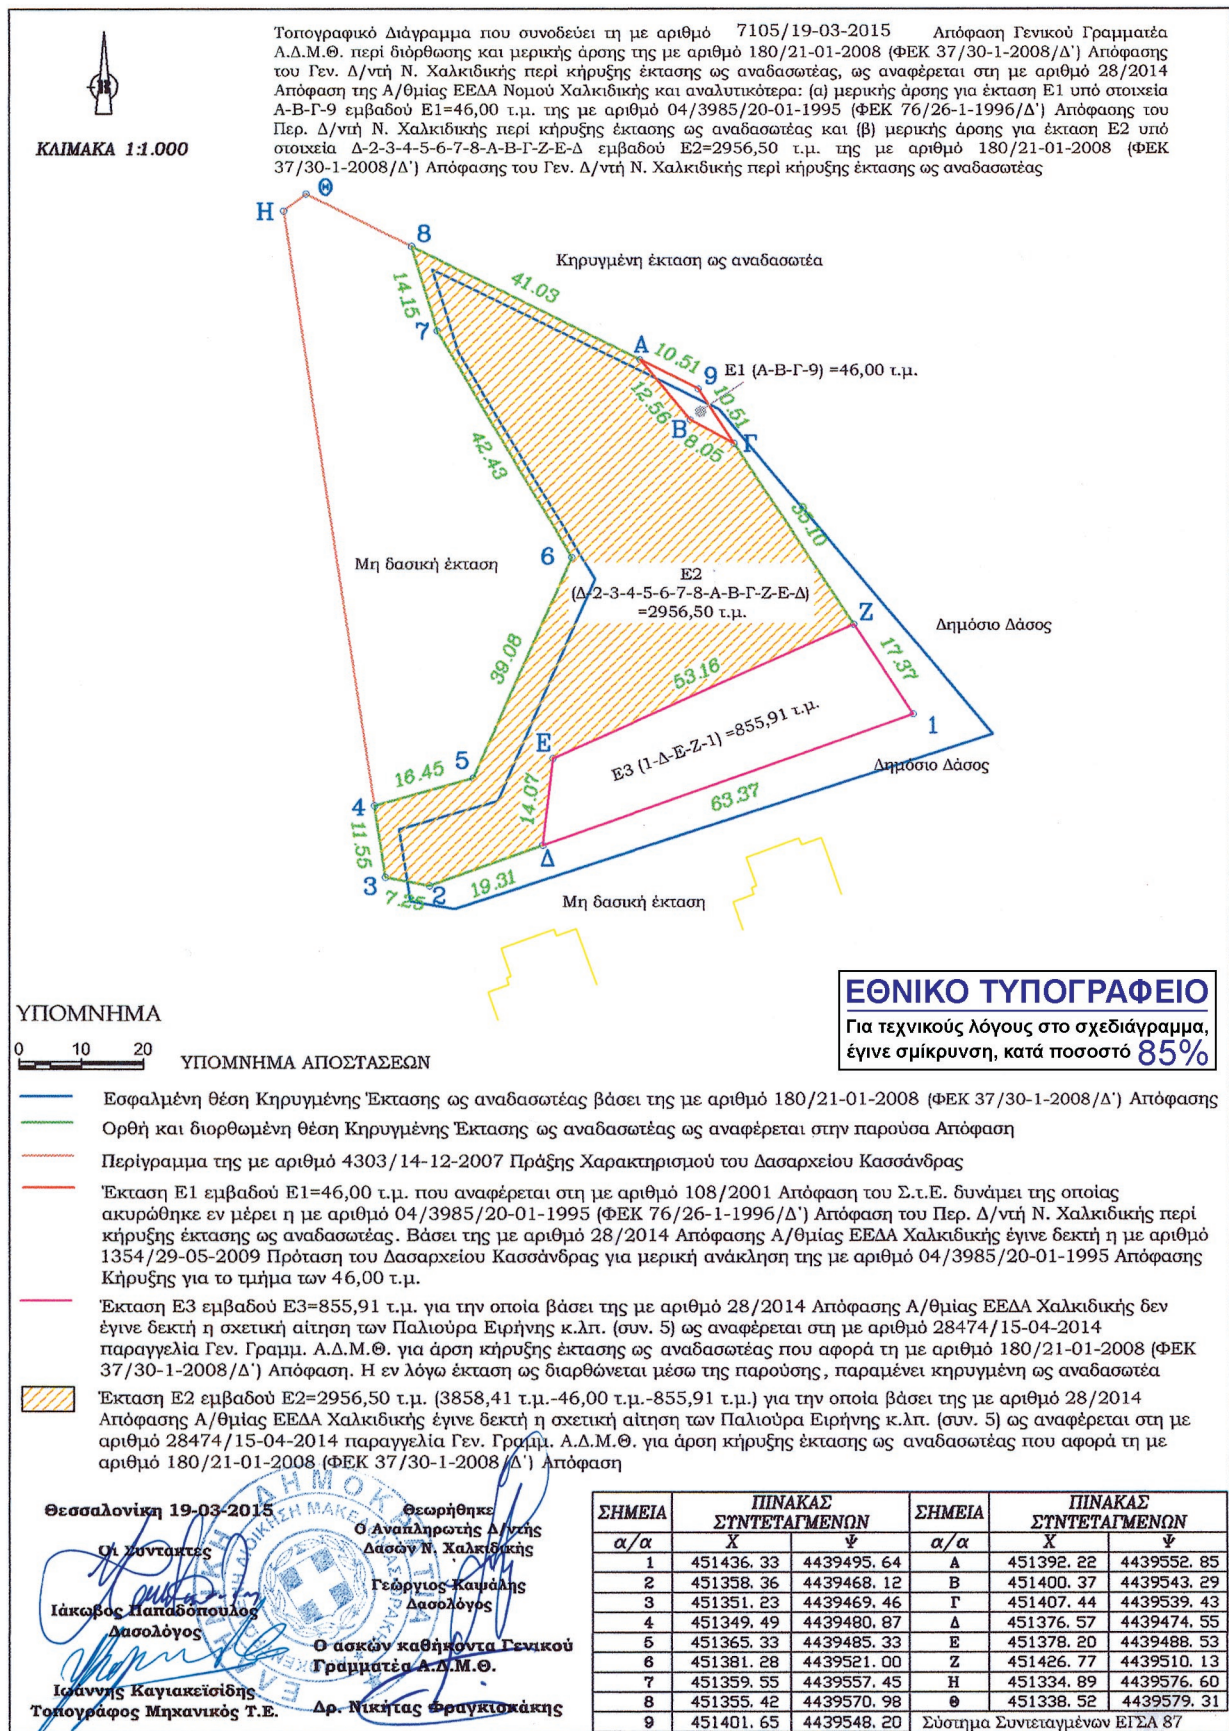 Τοπογραφικό Διάγραμμα που συνοδεύει τη με αριθμό 7105/19-03-2015 Απόφαση Γενικού Γραμματέα
Α.Δ.Μ.Θ. περί διόρθωσης και μερικής άρσης της με αριθμό 180/21-01-2008 (ΦΕΚ 37/30-1-2008/Δ') Απόφασης
του Γεν. Δ/ντή Ν. Χαλκιδικής περί κήρυξης έκτασης ως αναδασωτέας, ως αναφέρεται στη με αριθμό 28/2014
Απόφαση της Α/θμίας ΕΕΔΑ Νομού Χαλκιδικής και αναλυτικότερα: (α) μερικής άρσης για έκταση Ε1 υπό στοιχεία
Α-Β-Γ-9 εμβαδού Ε1=46,00 τ.μ. της με αριθμό 04/3985/20-01-1995 (ΦΕΚ 76/26-1-1996/Δ') Απόφασης του
Περ. Δ/ντή Ν. Χαλκιδικής περί κήρυξης έκτασης ως αναδασωτέας και (β) μερικής άρσης για έκταση Ε2 υπό
στοιχεία Δ-2-3-4-5-6-7-8-Α-Β-Γ-Ζ-Ε-Δ εμβαδού Ε2=2956,50 τ.μ. της με αριθμό 180/21-01-2008 (ΦΕΚ
37/30-1-2008/Δ') Απόφασης του Γεν. Δ/ντή Ν. Χαλκιδικής περί κήρυξης έκτασης ως αναδασωτέας
ΚΛΙΜΑΚΑ 1:1.000
Θ
Η
8
Κηρυγμένη έκταση ως αναδασωτέα
41.03
14.15
7
Α
10.51
9
Ε1 (Α-Β-Γ-9) =46,00 τ.μ.
12.56
10.51
Β
8.05
Γ
42.43
33.10
6
Μη δασική έκταση
Ε2
(Δ-2-3-4-5-6-7-8-Α-Β-Γ-Ζ-Ε-Δ)
=2956,50 τ.μ.
Ζ
Δημόσιο Δάσος
39.08
53.16
17.37
1
Ε3 (1-Δ-Ε-Ζ-1) =855,91 τ.μ.
Ε
5
Δημόσιο Δάσος
16.45
4
14.07
63.37
11.55
Δ
3
7.25
2
19.31
Μη δασική έκταση
ΕΘΝΙΚΟ ΤΥΠΟΓΡΑΦΕΙΟ
Για τεχνικούς λόγους στο σχεδιάγραμμα,
έγινε σμίκρυνση, κατά ποσοστό 85%
ΥΠΟΜΝΗΜΑ
0 10 20
ΥΠΟΜΝΗΜΑ ΑΠΟΣΤΑΣΕΩΝ
Εσφαλμένη θέση Κηρυγμένης Έκτασης ως αναδασωτέας βάσει της με αριθμό 180/21-01-2008 (ΦΕΚ 37/30-1-2008/Δ') Απόφασης
Ορθή και διορθωμένη θέση Κηρυγμένης Έκτασης ως αναδασωτέας ως αναφέρεται στην παρούσα Απόφαση
Περίγραμμα της με αριθμό 4303/14-12-2007 Πράξης Χαρακτηρισμού του Δασαρχείου Κασσάνδρας
Έκταση Ε1 εμβαδού Ε1=46,00 τ.μ. που αναφέρεται στη με αριθμό 108/2001 Απόφαση του Σ.τ.Ε. δυνάμει της οποίας
ακυρώθηκε εν μέρει η με αριθμό 04/3985/20-01-1995 (ΦΕΚ 76/26-1-1996/Δ') Απόφαση του Περ. Δ/ντή Ν. Χαλκιδικής περί
κήρυξης έκτασης ως αναδασωτέας. Βάσει της με αριθμό 28/2014 Απόφασης Α/θμίας ΕΕΔΑ Χαλκιδικής έγινε δεκτή η με αριθμό
1354/29-05-2009 Πρόταση του Δασαρχείου Κασσάνδρας για μερική ανάκληση της με αριθμό 04/3985/20-01-1995 Απόφασης
Κήρυξης για το τμήμα των 46,00 τ.μ.
Έκταση Ε3 εμβαδού Ε3=855,91 τ.μ. για την οποία βάσει της με αριθμό 28/2014 Απόφασης Α/θμίας ΕΕΔΑ Χαλκιδικής δεν
έγινε δεκτή η σχετική αίτηση των Παλιούρα Ειρήνης κ.λπ. (συν. 5) ως αναφέρεται στη με αριθμό 28474/15-04-2014
παραγγελία Γεν. Γραμμ. Α.Δ.Μ.Θ. για άρση κήρυξης έκτασης ως αναδασωτέας που αφορά τη με αριθμό 180/21-01-2008 (ΦΕΚ
37/30-1-2008/Δ') Απόφαση. Η εν λόγω έκταση ως διαρθώνεται μέσω της παρούσης, παραμένει κηρυγμένη ως αναδασωτέα
Έκταση Ε2 εμβαδού Ε2=2956,50 τ.μ. (3858,41 τ.μ.-46,00 τ.μ.-855,91 τ.μ.) για την οποία βάσει της με αριθμό 28/2014
Απόφασης Α/θμίας ΕΕΔΑ Χαλκιδικής έγινε δεκτή η σχετική αίτηση των Παλιούρα Ειρήνης κ.λπ. (συν. 5) ως αναφέρεται στη με
αριθμό 28474/15-04-2014 παραγγελία Γεν. Γραμμ. Α.Δ.Μ.Θ. για άρση κήρυξης έκτασης ως αναδασωτέας που αφορά τη με
αριθμό 180/21-01-2008 (ΦΕΚ 37/30-1-2008/Δ') Απόφαση
Θεσσαλονίκη 19-03-2015
Οι Συντάκτες
Ιάκωβος Παπαδόπουλος
Δασολόγος
Ιωάννης Καγιακεϊσίδης
Τοπογράφος Μηχανικός Τ.Ε.
Θεωρήθηκε
Ο Αναπληρωτής Δ/ντής
Δασών Ν. Χαλκιδικής
Γεώργιος Καψάλης
Δασολόγος
Ο ασκών καθήκοντα Γενικού
Γραμματέα Α.Δ.Μ.Θ.
Δρ. Νικήτας Φραγκισκάκης
ΣΗΜΕΙΑ ΠΙΝΑΚΑΣ ΣΥΝΤΕΤΑΓΜΕΝΩΝ ΣΗΜΕΙΑ ΠΙΝΑΚΑΣ ΣΥΝΤΕΤΑΓΜΕΝΩΝ
α/α Χ Ψ α/α Χ Ψ
1 451436.33 4439495.64 Α 451392.22 4439552.85
2 451358.36 4439468.12 Β 451400.37 4439543.29
3 451351.23 4439469.46 Γ 451407.44 4439539.43
4 451349.49 4439480.87 Δ 451376.57 4439474.55
5 451365.33 4439485.33 Ε 451378.20 4439488.53
6 451381.28 4439521.00 Ζ 451426.77 4439510.13
7 451359.55 4439557.45 Η 451334.89 4439576.60
8 451355.42 4439570.98 Θ 451338.52 4439579.31
9 451401.65 4439548.20 Σύστημα Συντεταγμένων ΕΓΣΑ 87